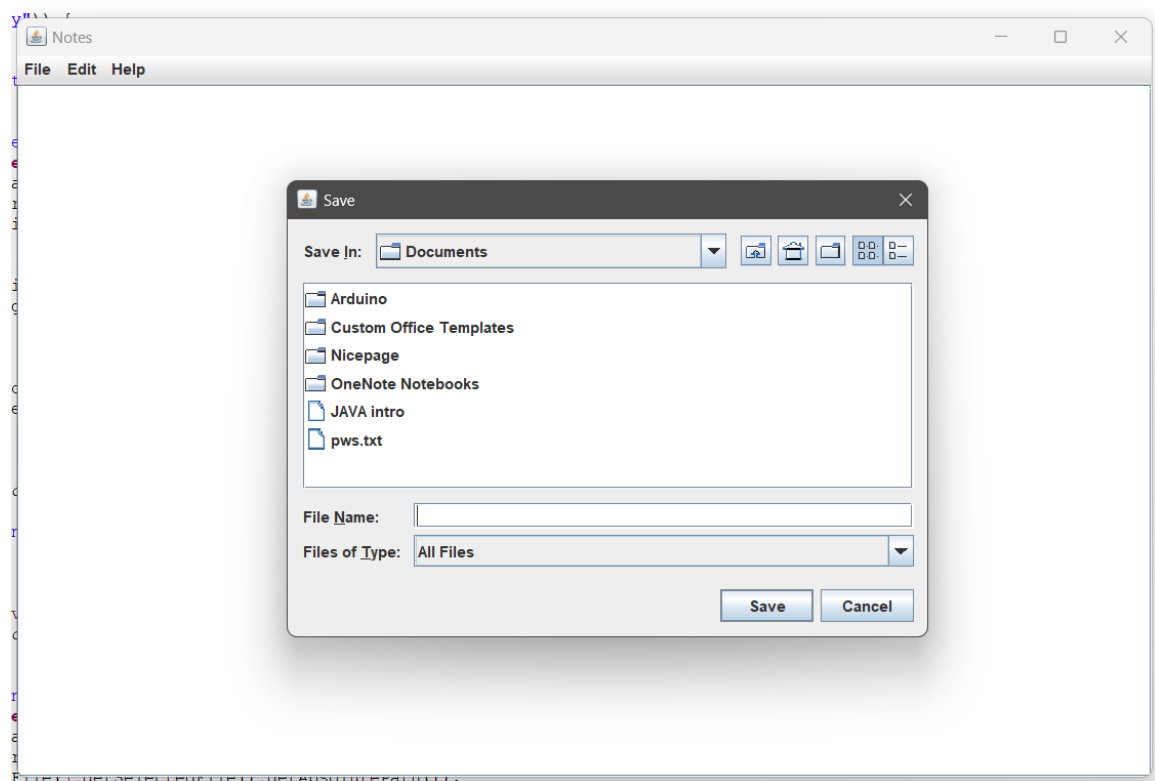 y")) {
Notes
File Edit Help
Save
Save In: Documents
Arduino
Custom Office Templates
Nicepage
OneNote Notebooks
JAVA intro
pws.txt
File Name:
Files of Type: All Files
Save Cancel